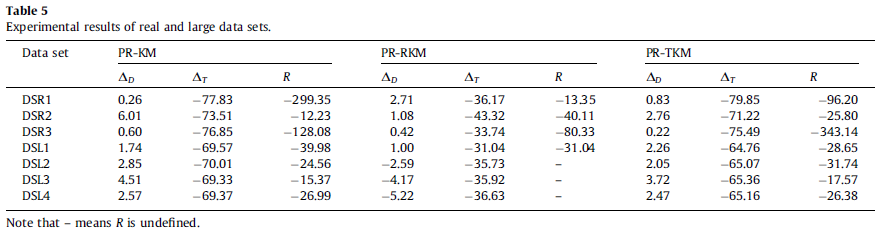 Table 5
Experimental results of real and large data sets.
Data set PR-KM PR-RKM PR-TKM
Δ_D Δ_T R Δ_D Δ_T R Δ_D Δ_T R
DSR1 0.26 −77.83 −299.35 2.71 −36.17 −13.35 0.83 −79.85 −96.20
DSR2 6.01 −73.51 −12.23 1.08 −43.32 −40.11 2.76 −71.22 −25.80
DSR3 0.60 −76.85 −128.08 0.42 −33.74 −80.33 0.22 −75.49 −343.14
DSL1 1.74 −69.57 −39.98 1.00 −31.04 −31.04 2.26 −64.76 −28.65
DSL2 2.85 −70.01 −24.56 −2.59 −35.73 – 2.05 −65.07 −31.74
DSL3 4.51 −69.33 −15.37 −4.17 −35.92 – 3.72 −65.36 −17.57
DSL4 2.57 −69.37 −26.99 −5.22 −36.63 – 2.47 −65.16 −26.38
Note that – means R is undefined.